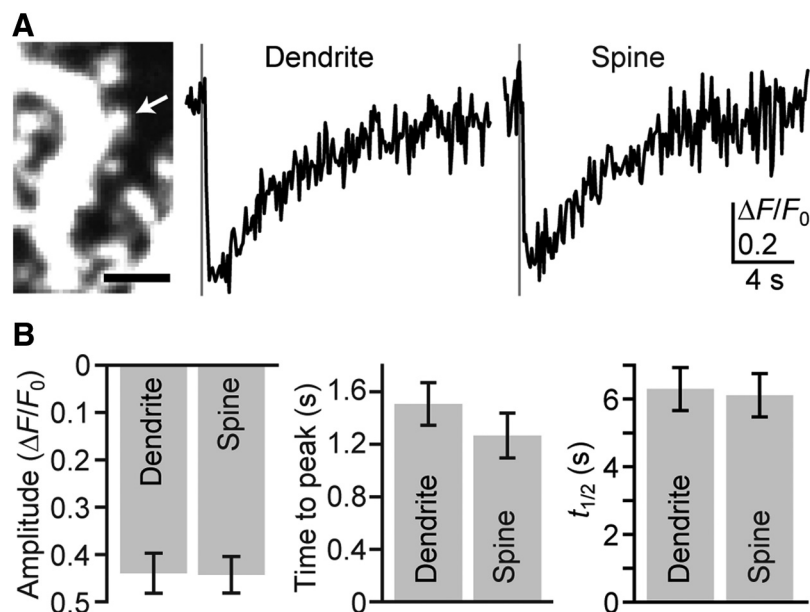 A
Dendrite
Spine
ΔF/F₀
0.2
4 s
B
Amplitude (ΔF/F₀)
0
0.1
0.2
0.3
0.4
0.5
Dendrite
Spine
Time to peak (s)
1.6
1.2
0.8
0.4
0
Dendrite
Spine
t₁/₂ (s)
6
4
2
0
Dendrite
Spine